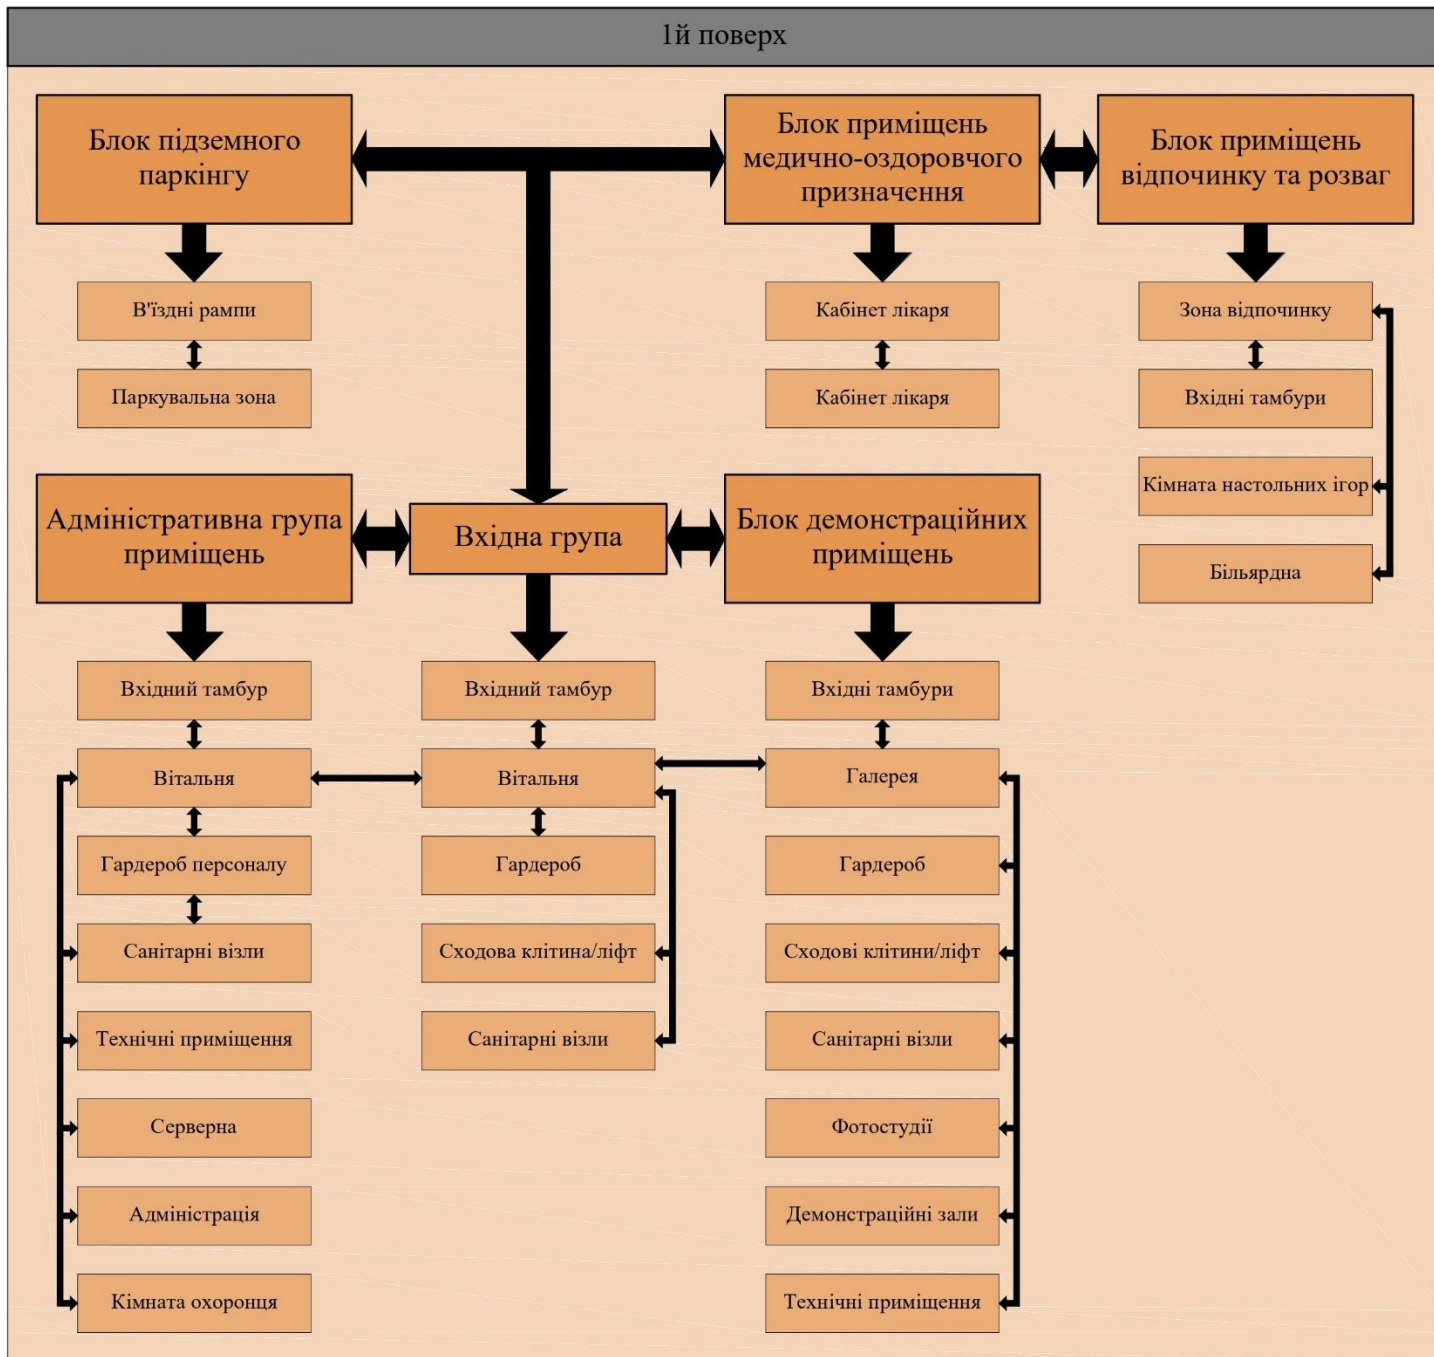 1й поверх
Блок підземного
паркінгу
Блок приміщень
медично-оздоровчого
призначення
Блок приміщень
відпочинку та розваг
В'їздні рампи
Паркувальна зона
Кабінет лікаря
Кабінет лікаря
Зона відпочинку
Вхідні тамбури
Кімната настольних ігор
Більярдна
Адміністративна група
приміщень
Вхідна група
Блок демонстраційних
приміщень
Вхідний тамбур
Вітальня
Гардероб персоналу
Санітарні візли
Технічні приміщення
Серверна
Адміністрація
Кімната охоронця
Вхідний тамбур
Вітальня
Гардероб
Сходова клітина/ліфт
Санітарні візли
Вхідні тамбури
Галерея
Гардероб
Сходові клітини/ліфт
Санітарні візли
Фотостудії
Демонстраційні зали
Технічні приміщення